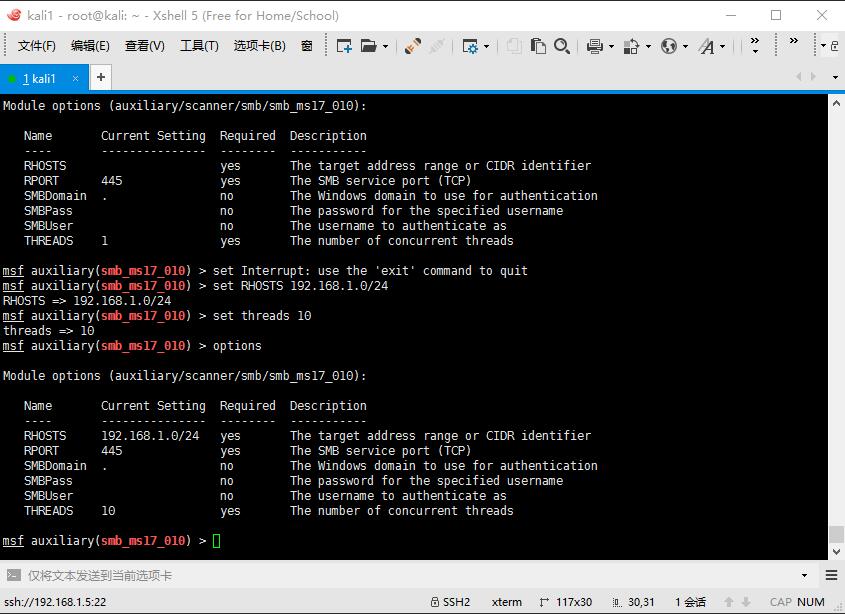 kali1 - root@kali: ~ - Xshell 5 (Free for Home/School)
文件(F) 编辑(E) 查看(V) 工具(T) 选项卡(B) 窗
1 kali1
Module options (auxiliary/scanner/smb/smb_ms17_010):
Name Current Setting Required Description
---- --------------- -------- -----------
RHOSTS yes The target address range or CIDR identifier
RPORT 445 yes The SMB service port (TCP)
SMBDomain . no The Windows domain to use for authentication
SMBPass no The password for the specified username
SMBUser no The username to authenticate as
THREADS 1 yes The number of concurrent threads
msf auxiliary(smb_ms17_010) > set Interrupt: use the 'exit' command to quit
msf auxiliary(smb_ms17_010) > set RHOSTS 192.168.1.0/24
RHOSTS => 192.168.1.0/24
msf auxiliary(smb_ms17_010) > set threads 10
threads => 10
msf auxiliary(smb_ms17_010) > options
Module options (auxiliary/scanner/smb/smb_ms17_010):
Name Current Setting Required Description
---- --------------- -------- -----------
RHOSTS 192.168.1.0/24 yes The target address range or CIDR identifier
RPORT 445 yes The SMB service port (TCP)
SMBDomain . no The Windows domain to use for authentication
SMBPass no The password for the specified username
SMBUser no The username to authenticate as
THREADS 10 yes The number of concurrent threads
msf auxiliary(smb_ms17_010) >
仅将文本发送到当前选项卡
ssh://192.168.1.5:22 SSH2 xterm 117x30 30,31 1 会话 CAP NUM